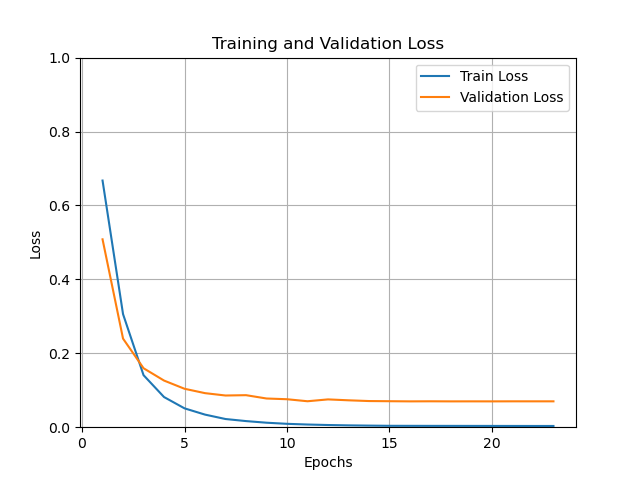 Training and Validation Loss
Train Loss
Validation Loss
Loss
1.0
0.8
0.6
0.4
0.2
0.0
0 5 10 15 20
Epochs